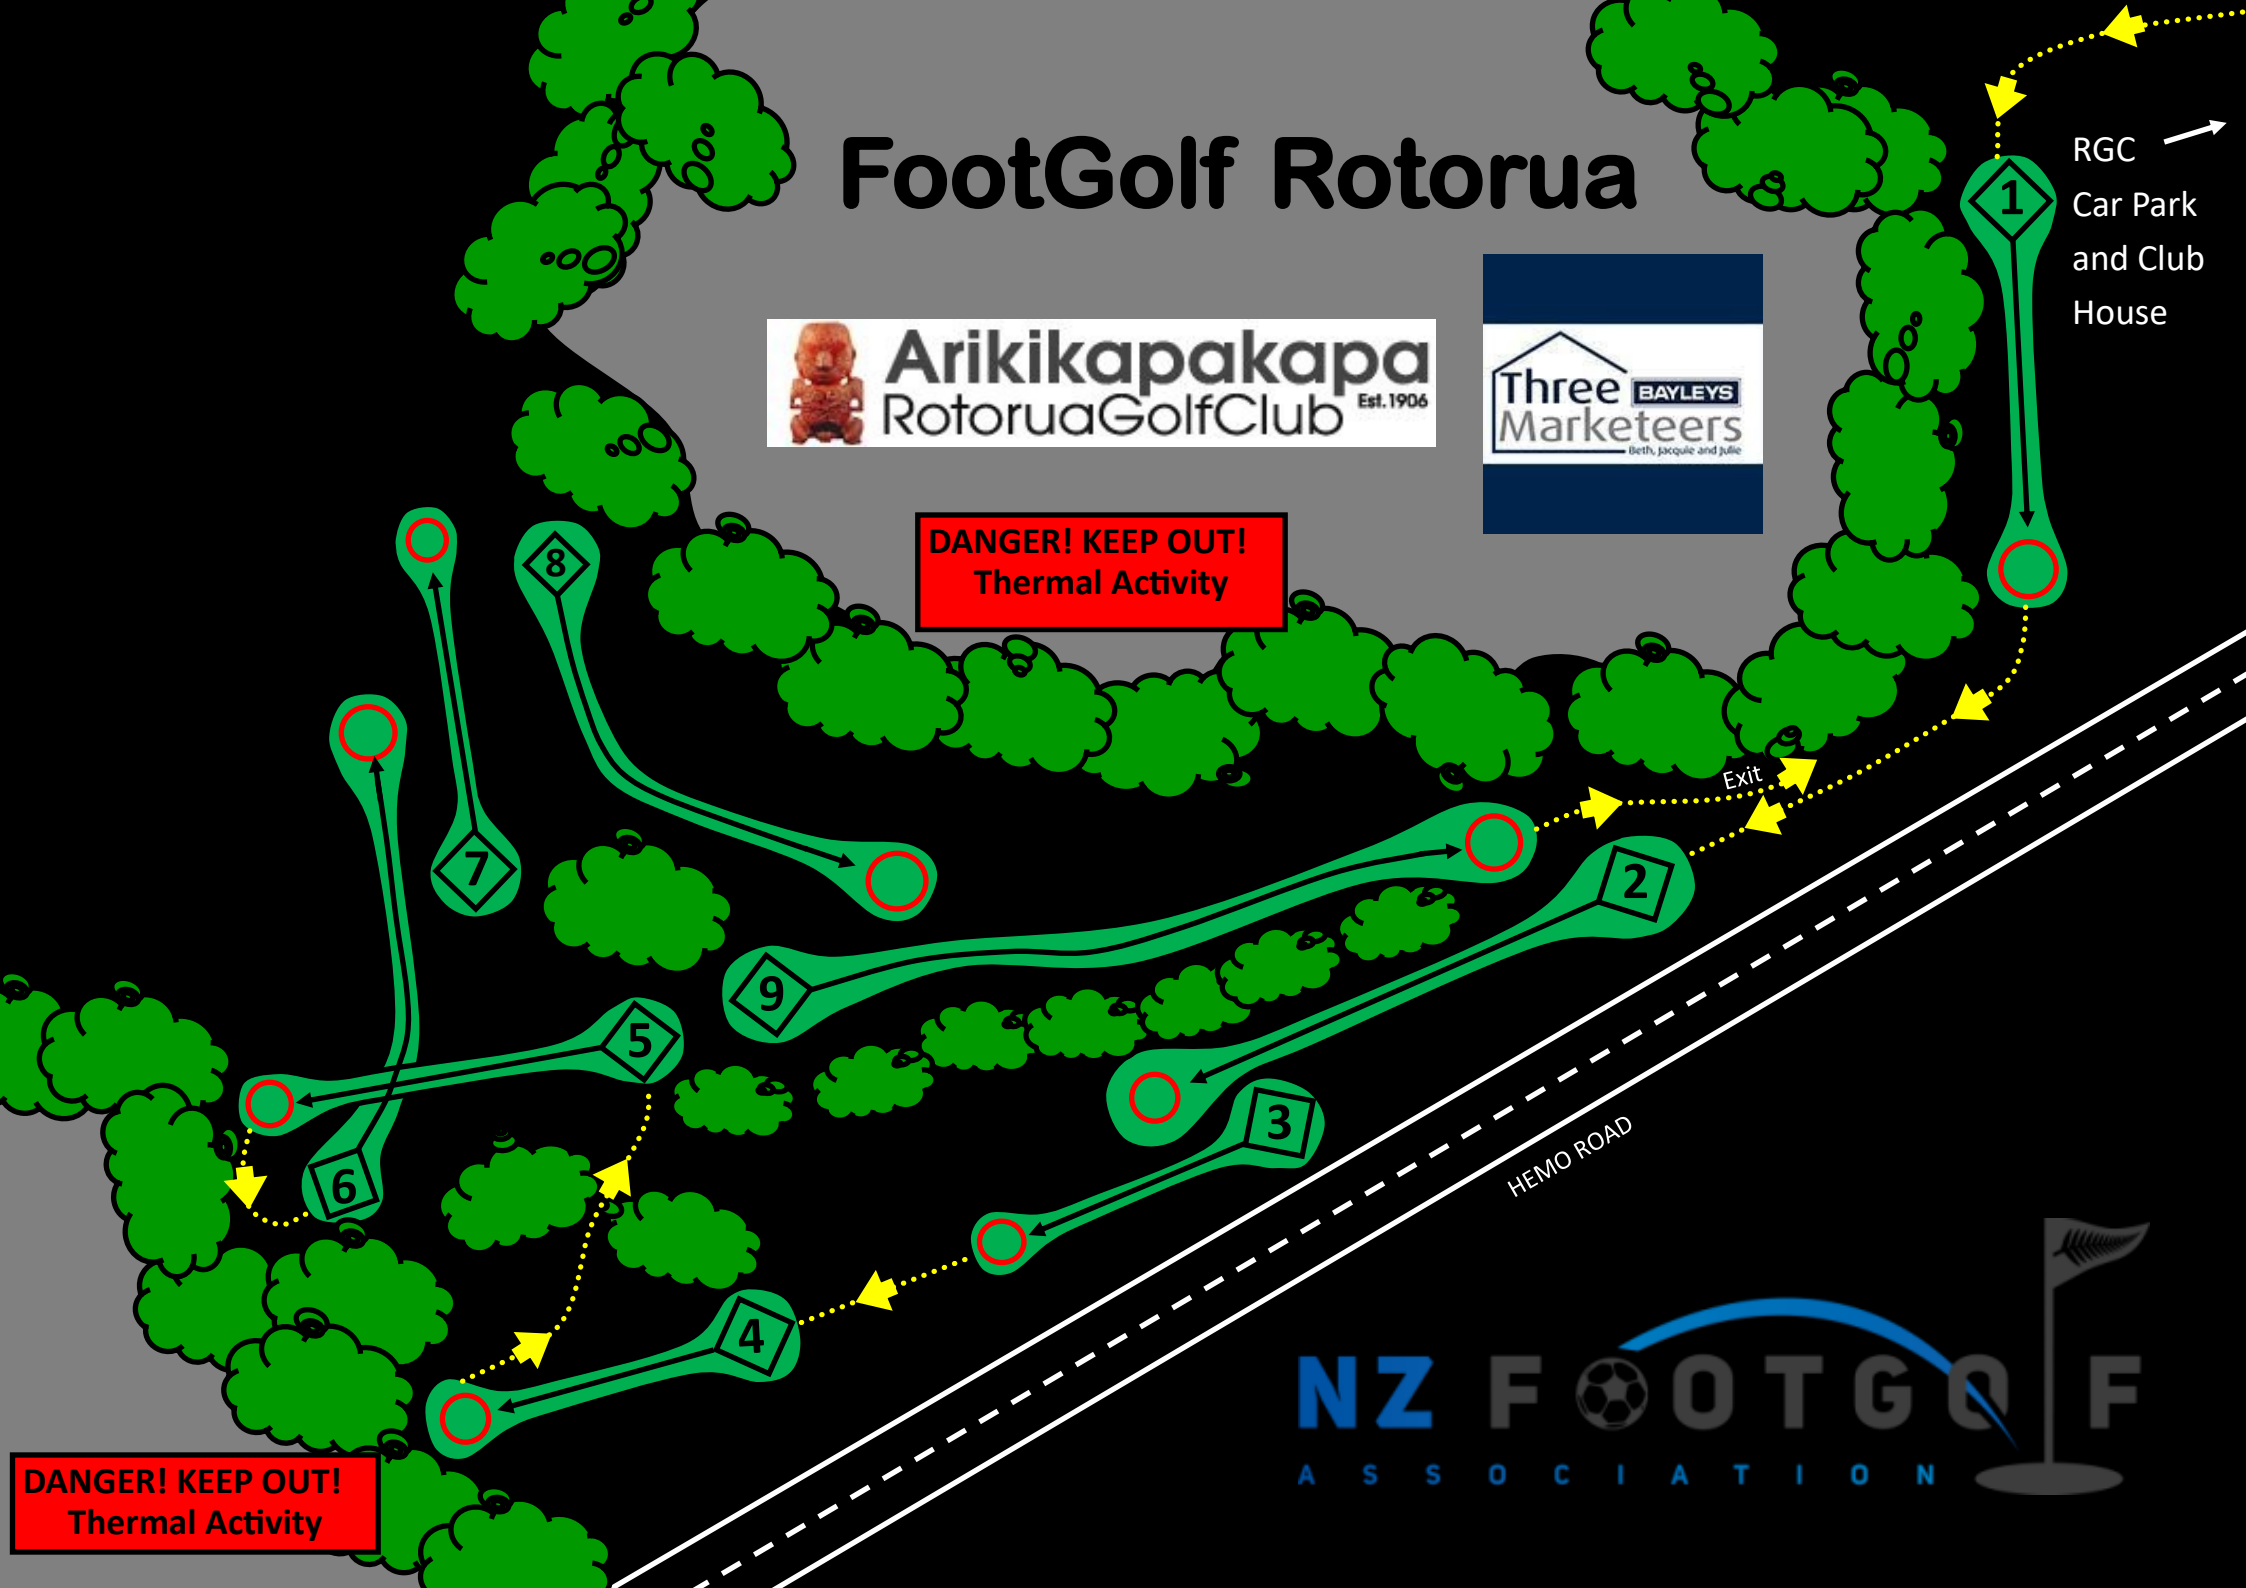 FootGolf Rotorua
RGC
Car Park
and Club
House
1
Arikikapakapa
RotoruaGolfClub Est.1906
Three BAYLEYS
Marketeers
Beth, Jacquie and Julie
DANGER! KEEP OUT!
Thermal Activity
8
7
Exit
2
9
5
3
HEMO ROAD
6
4
NZ FOOTGOLF
ASSOCIATION
DANGER! KEEP OUT!
Thermal Activity